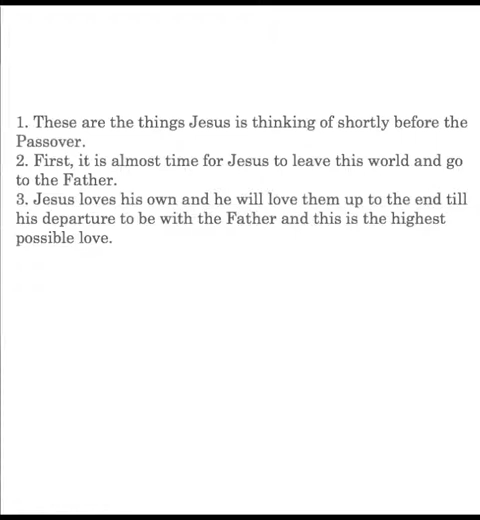 1. These are the things Jesus is thinking of shortly before the
Passover.
2. First, it is almost time for Jesus to leave this world and go
to the Father.
3. Jesus loves his own and he will love them up to the end till
his departure to be with the Father and this is the highest
possible love.